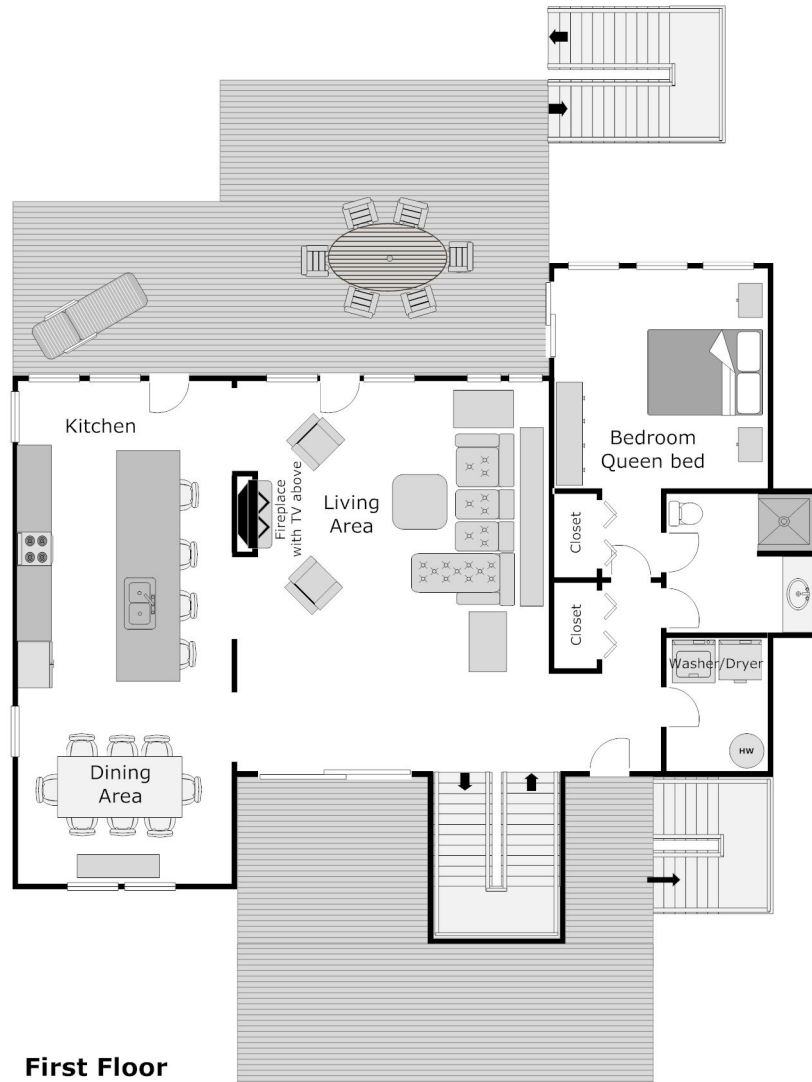 Kitchen
Fireplace
with TV above
Living
Area
Bedroom
Queen bed
Closet
Closet
Washer/Dryer
HW
Dining
Area
First Floor